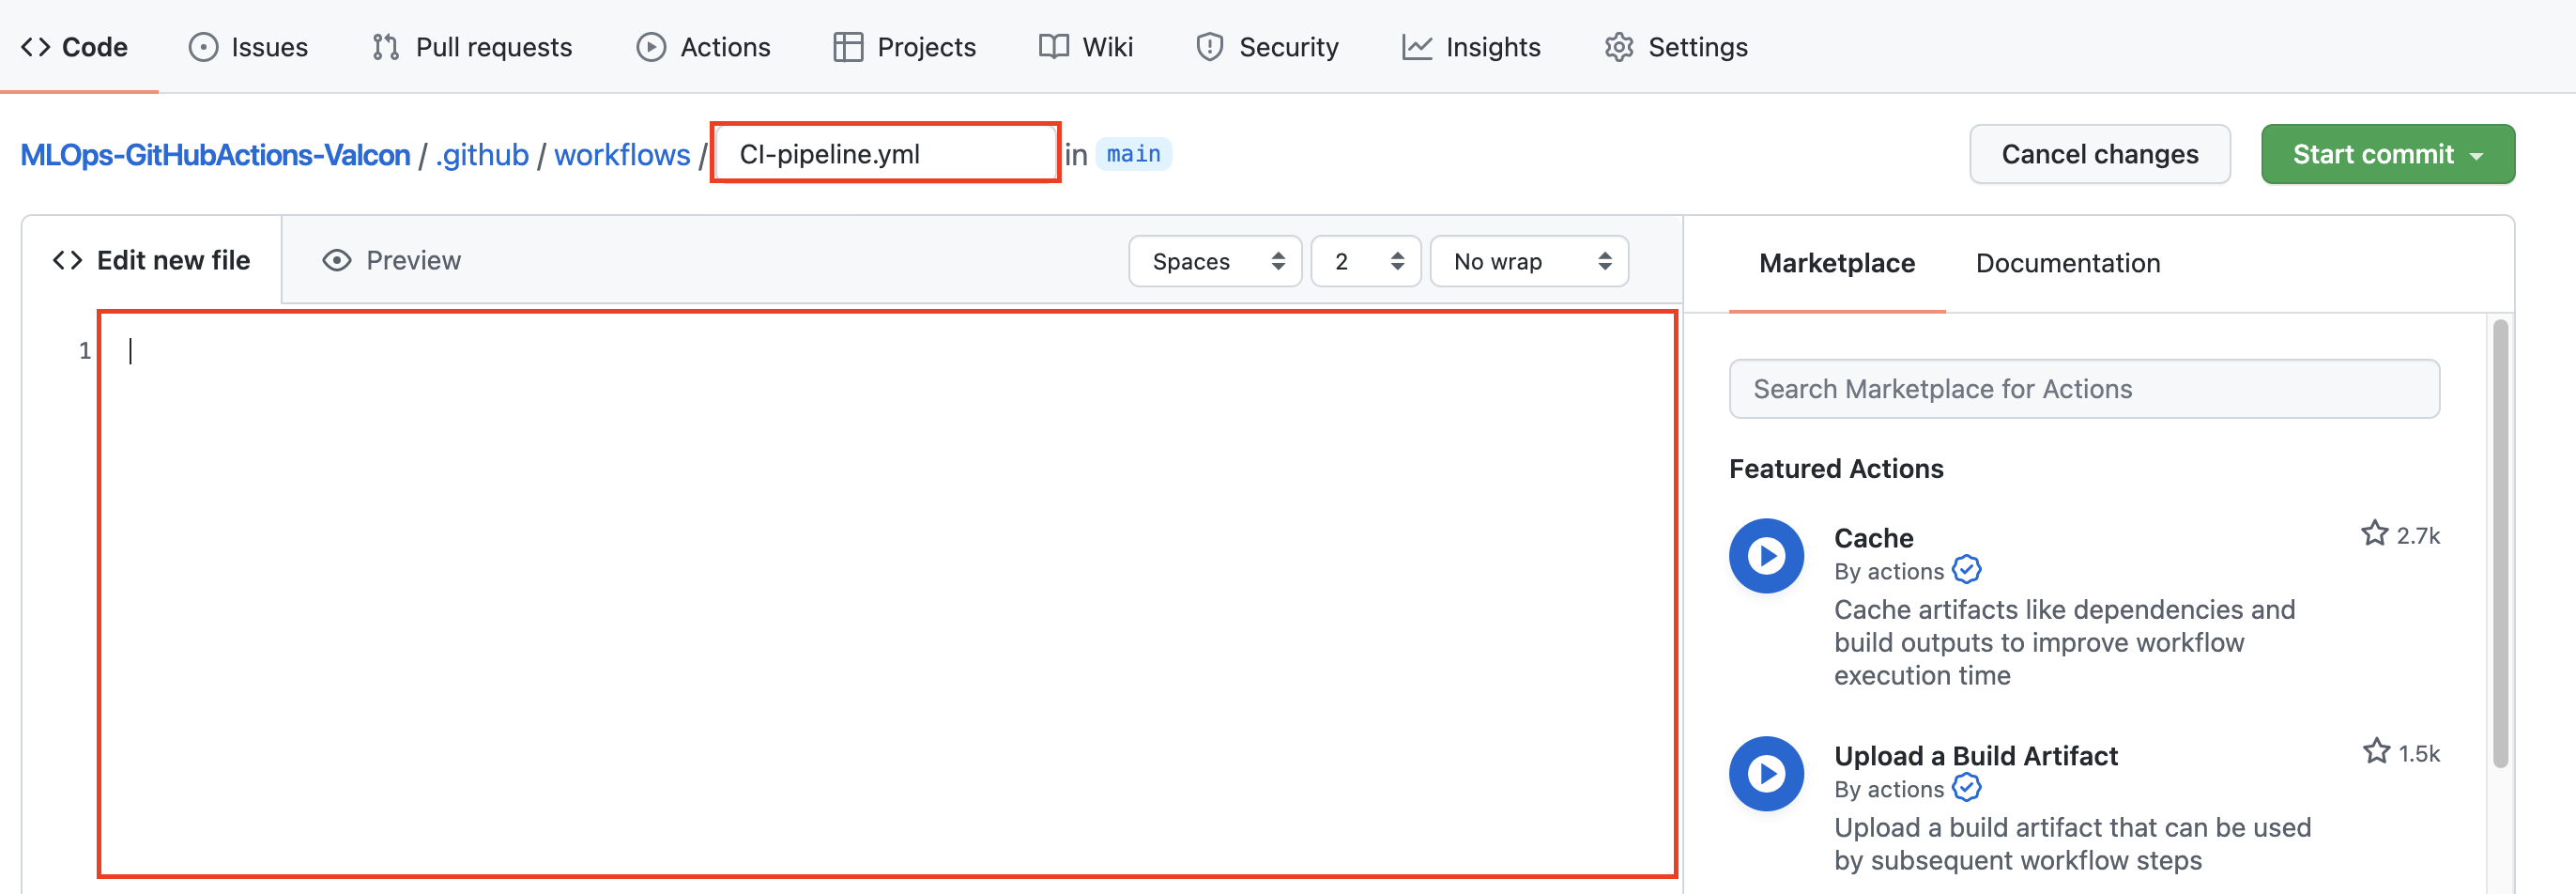 Code Issues Pull requests Actions Projects Wiki Security Insights Settings
MLOps-GitHubActions-Valcon / .github / workflows / CI-pipeline.yml in main Cancel changes Start commit
Edit new file Preview Spaces 2 No wrap
1
Marketplace Documentation
Search Marketplace for Actions
Featured Actions
Cache 2.7k
By actions
Cache artifacts like dependencies and
build outputs to improve workflow
execution time
Upload a Build Artifact 1.5k
By actions
Upload a build artifact that can be used
by subsequent workflow steps